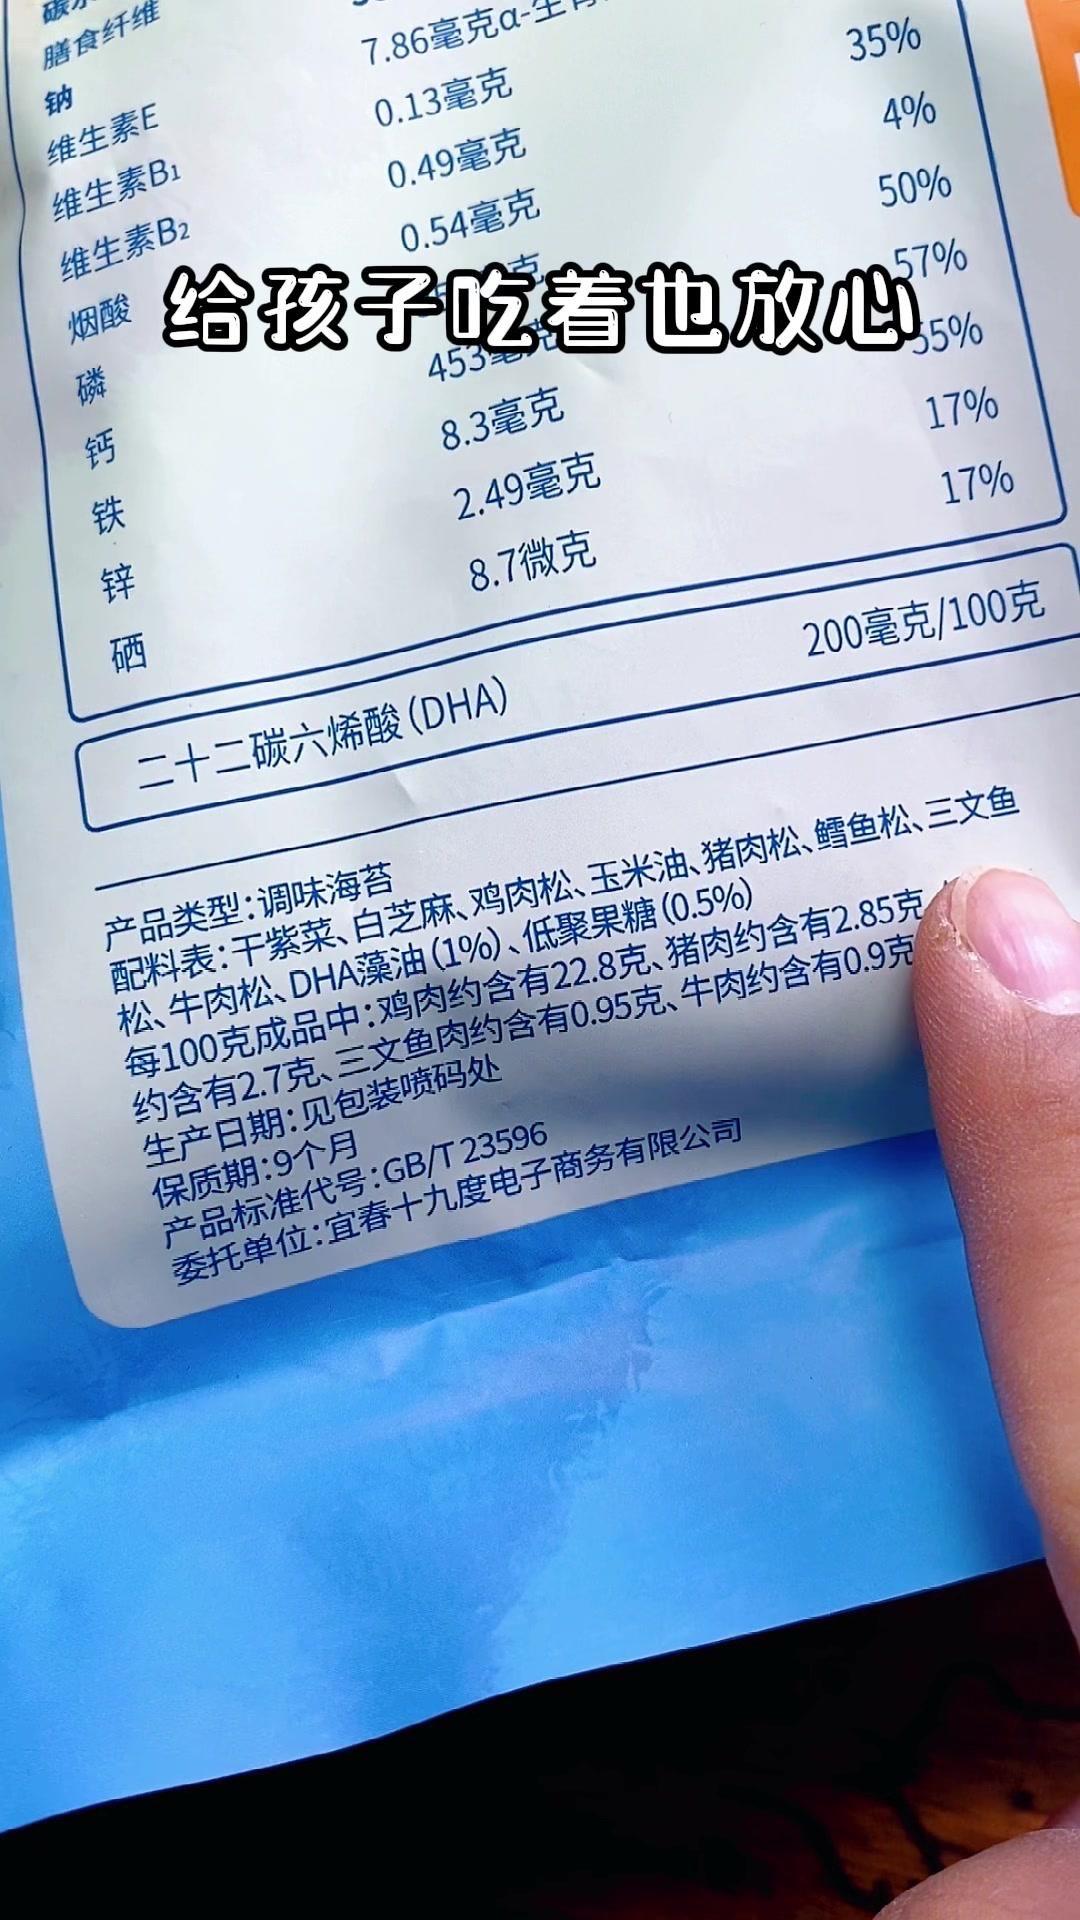 膳食纤维
钠
7.86毫克α-生育
35%
维生素E
0.13毫克
4%
维生素B1
0.49毫克
50%
维生素B2
0.54毫克
57%
烟酸
给孩子吃着也放心
磷
453毫克
55%
钙
8.3毫克
17%
铁
2.49毫克
17%
锌
8.7微克
硒
二十二碳六烯酸(DHA)
200毫克/100克
产品类型:调味海苔
配料表:干紫菜、白芝麻、鸡肉松、玉米油、猪肉松、鳕鱼松、三文鱼
松、牛肉松、DHA藻油(1%)、低聚果糖(0.5%)
每100克成品中:鸡肉约含有22.8克、猪肉约含有2.85克、
约含有2.7克、三文鱼肉约含有0.95克、牛肉约含有0.9克
生产日期:见包装喷码处
保质期:9个月
产品标准代号:GB/T 23596
委托单位:宜春十九度电子商务有限公司